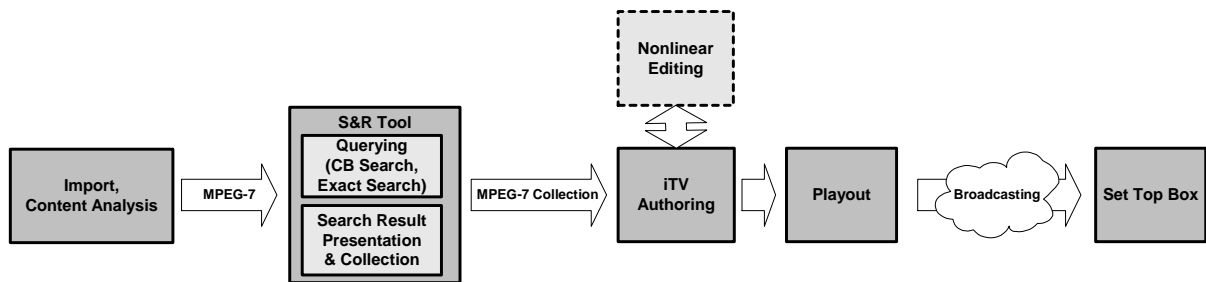 Import,
Content Analysis
MPEG-7
S&R Tool
Querying
(CB Search,
Exact Search)
Search Result
Presentation
& Collection
MPEG-7 Collection
Nonlinear
Editing
iTV
Authoring
Playout
Broadcasting
Set Top Box